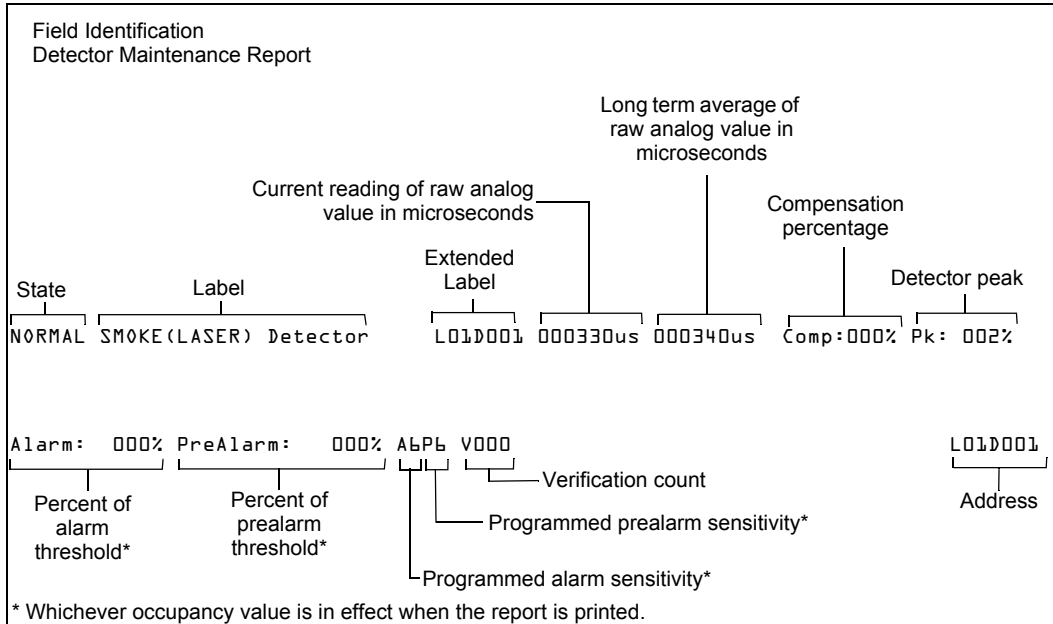 Field Identification
Detector Maintenance Report
Long term average of
raw analog value in
microseconds
Current reading of raw analog
value in microseconds
Compensation
percentage
Extended
Label
State
Label
Detector peak
NORMAL SMOKE(LASER) Detector L01D001 000330us 000340us Comp:000% Pk: 002%
Alarm: 000% PreAlarm: 000% A6P6 V000 L01D001
Verification count
Address
Percent of
alarm
threshold*
Percent of
prealarm
threshold*
Programmed prealarm sensitivity*
Programmed alarm sensitivity*
* Whichever occupancy value is in effect when the report is printed.